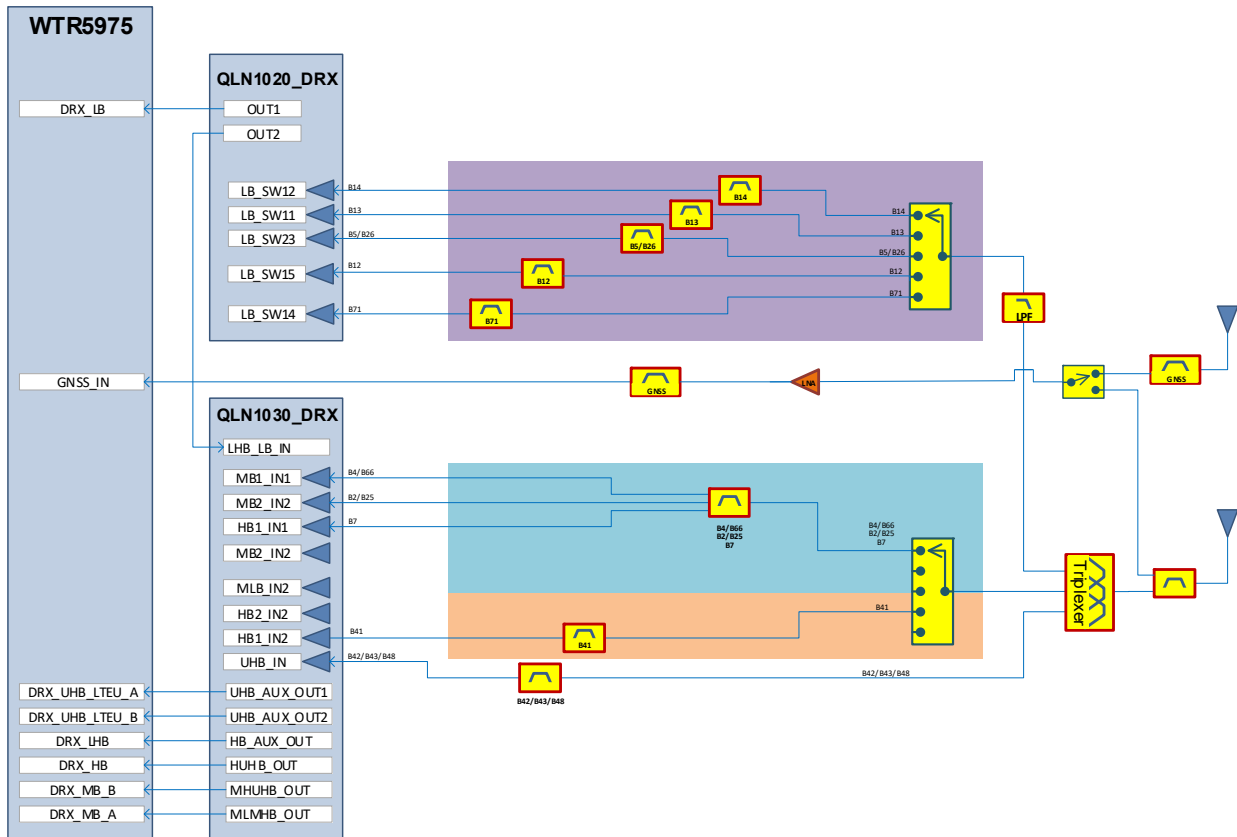 WTR5975
QLN1020_DRX
DRX_LB
OUT1
OUT2
LB_SW12
B14
B14
B14
LB_SW11
B13
B13
B13
LB_SW23
B5/B26
B5/B26
B5/B26
LB_SW15
B12
B12
B12
LB_SW14
B71
B71
B71
LPF
GNSS_IN
GNSS
LNA
GNSS
QLN1030_DRX
LHB_LB_IN
MB1_IN1
B4/B66
MB2_IN2
B2/B25
HB1_IN1
B7
B4/B66
B2/B25
B7
B4/B66
B2/B25
B7
MB2_IN2
MLB_IN2
HB2_IN2
HB1_IN2
B41
B41
B41
Triplexer
UHB_IN
B42/B43/B48
B42/B43/B48
B42/B43/B48
DRX_UHB_LTEU_A
UHB_AUX_OUT1
DRX_UHB_LTEU_B
UHB_AUX_OUT2
DRX_LHB
HB_AUX_OUT
DRX_HB
HUHB_OUT
DRX_MB_B
MHUHB_OUT
DRX_MB_A
MLMHB_OUT